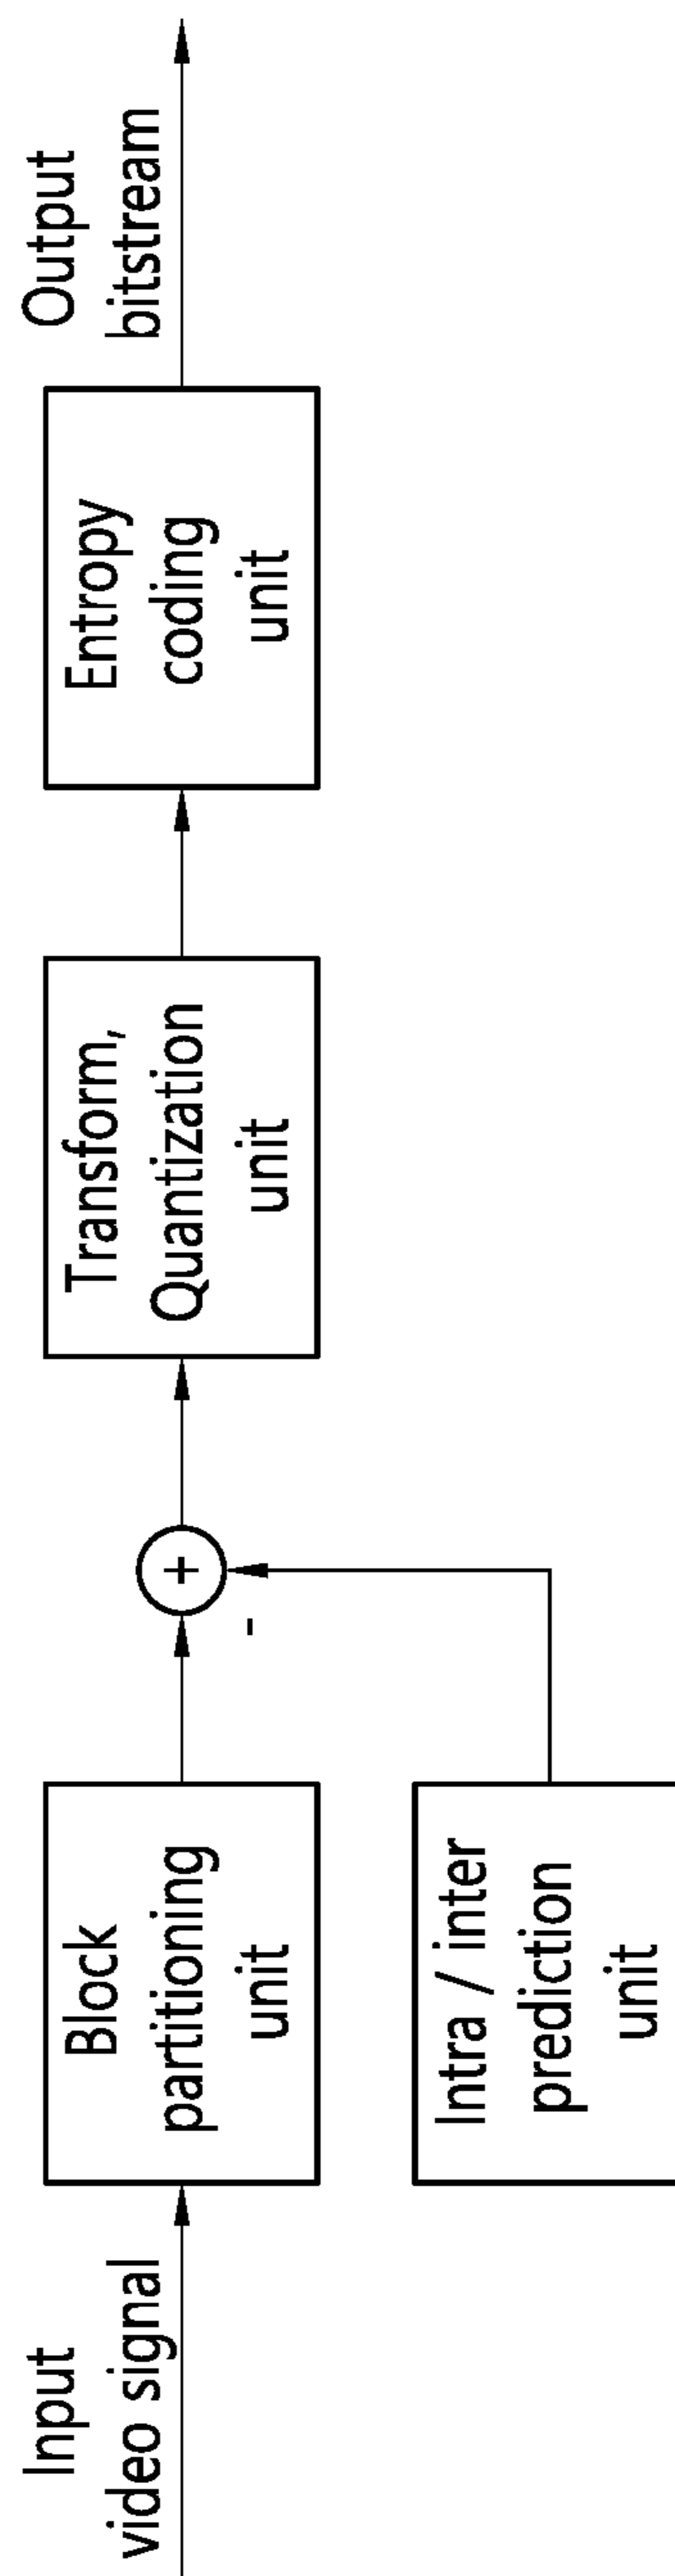 Input
video signal
Block
partitioning
unit
+
-
Intra / inter
prediction
unit
Transform,
Quantization
unit
Entropy
coding
unit
Output
bitstream